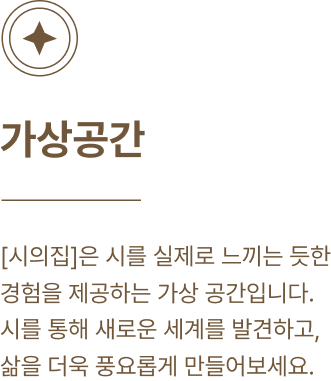 가상공간
[시의집]은 시를 실제로 느끼는 듯한
경험을 제공하는 가상 공간입니다.
시를 통해 새로운 세계를 발견하고,
삶을 더욱 풍요롭게 만들어보세요.